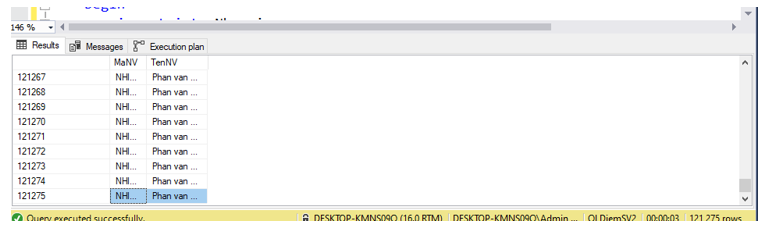 begin
146 %
Results Messages Execution plan
MaNV TenNV
121267 NHI... Phan van ...
121268 NHI... Phan van ...
121269 NHI... Phan van ...
121270 NHI... Phan van ...
121271 NHI... Phan van ...
121272 NHI... Phan van ...
121273 NHI... Phan van ...
121274 NHI... Phan van ...
121275 NHI... Phan van ...
Query executed successfully. DESKTOP-KMNS09O (16.0 RTM) DESKTOP-KMNS09O\Admin ... QLDiemSV2 00:00:03 121,275 rows